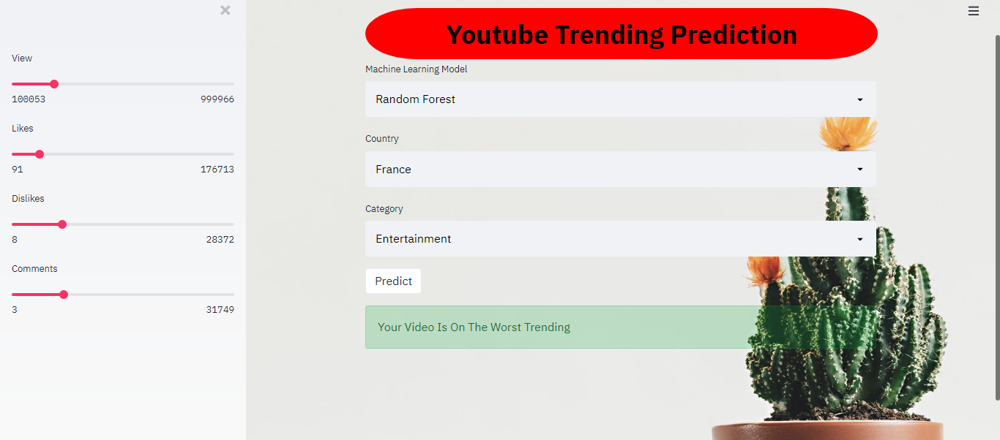 View
100053 999966
Likes
91 176713
Dislikes
8 28372
Comments
3 31749
Youtube Trending Prediction
Machine Learning Model
Random Forest
Country
France
Category
Entertainment
Predict
Your Video Is On The Worst Trending